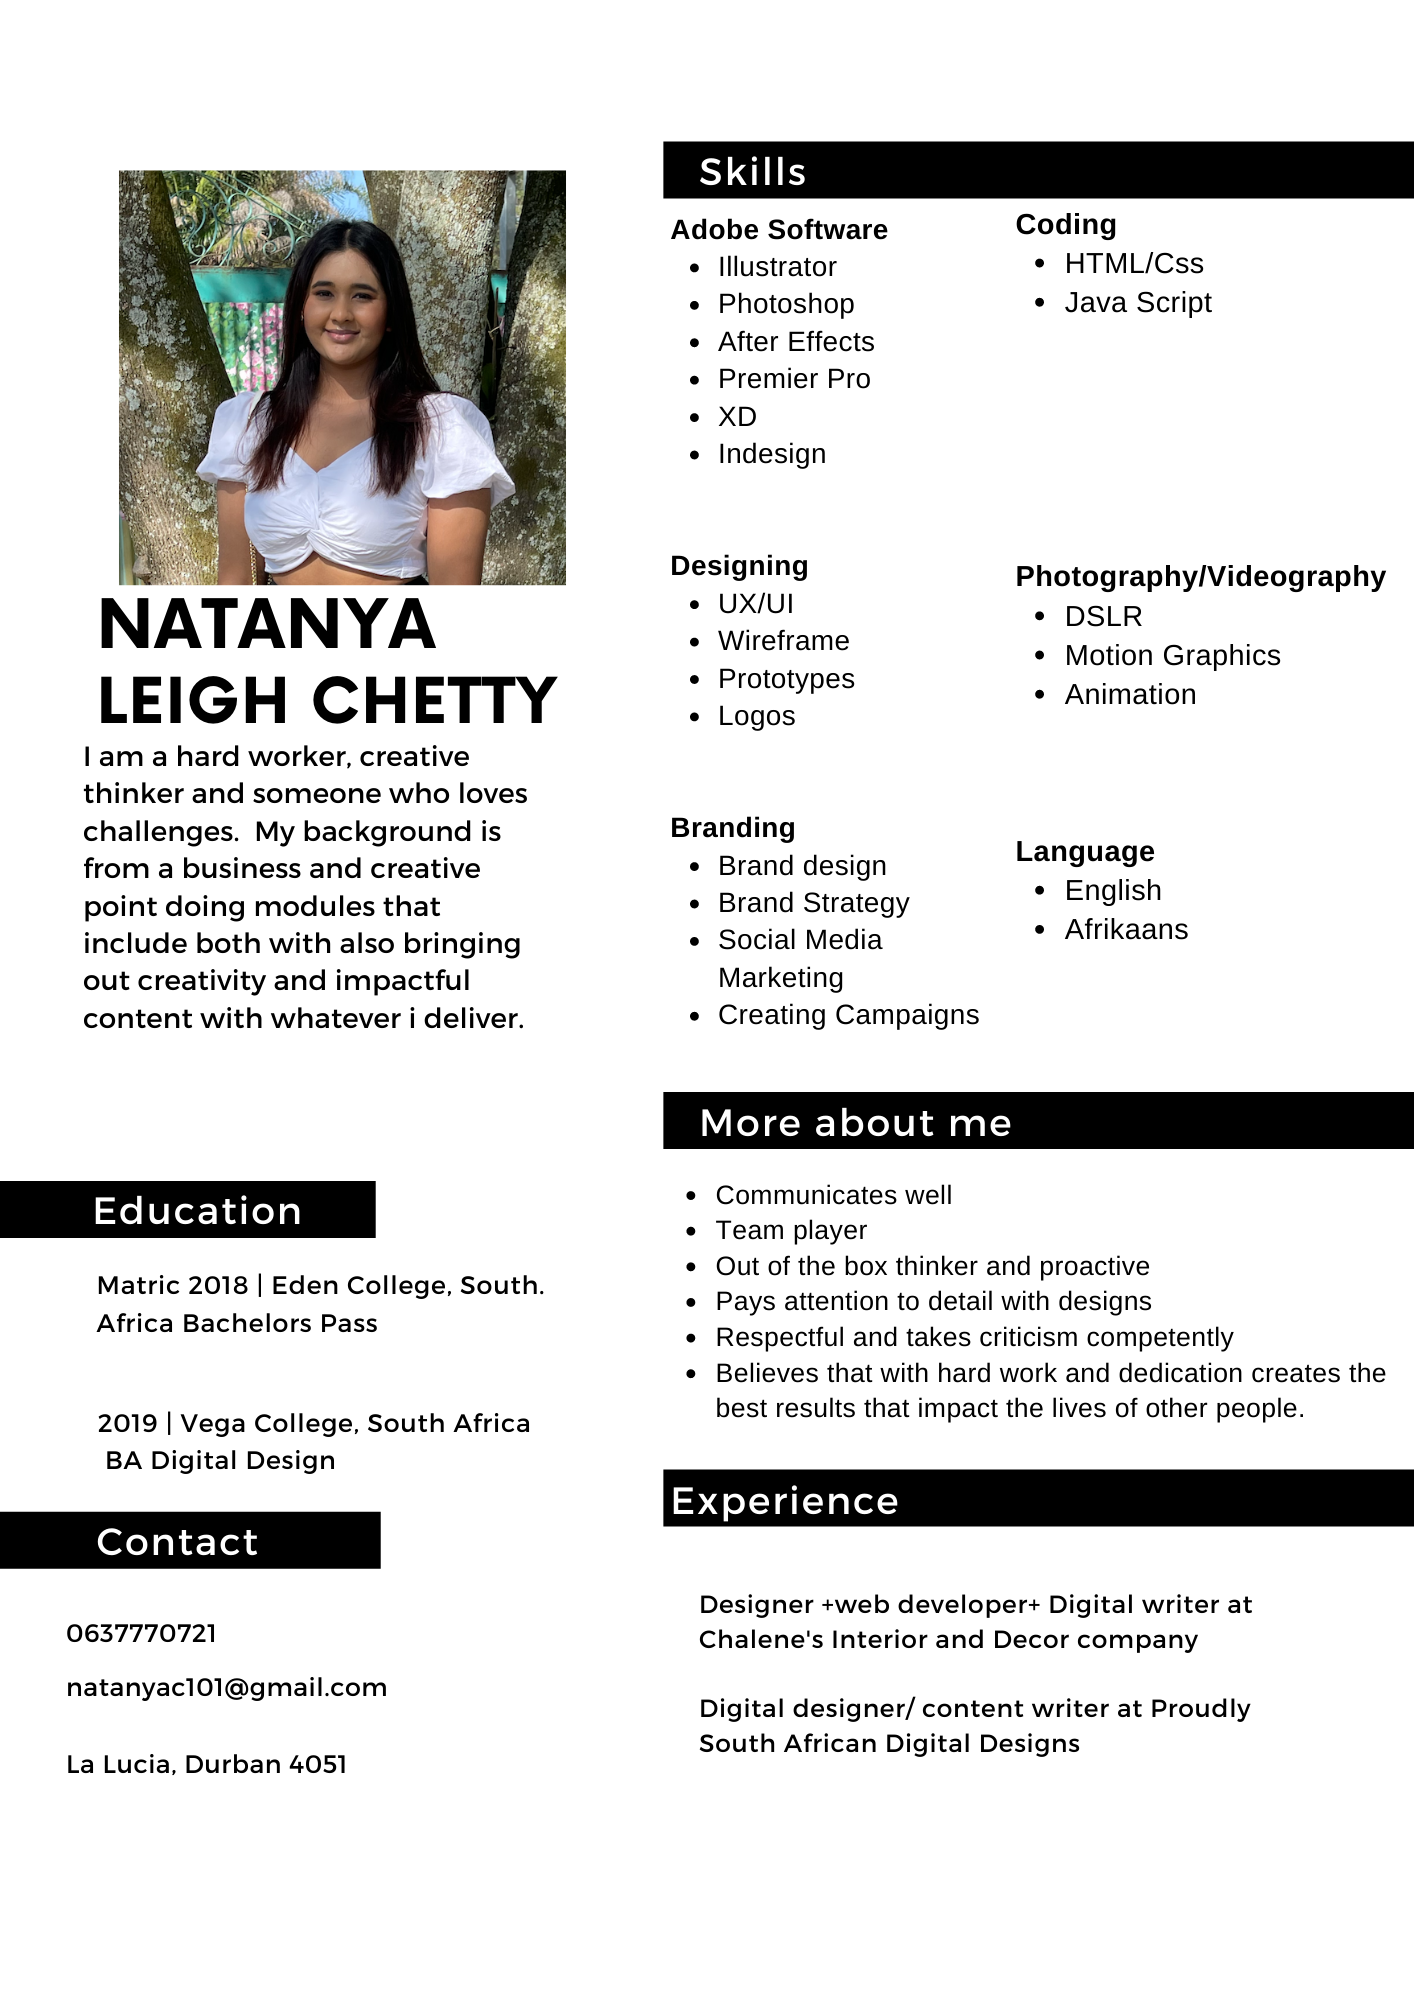 NATANYA
LEIGH CHETTY
I am a hard worker, creative
thinker and someone who loves
challenges.  My background is
from a business and creative
point doing modules that
include both with also bringing
out creativity and impactful
content with whatever i deliver.
Education
Matric 2018 | Eden College, South.
Africa Bachelors Pass
2019 | Vega College, South Africa
BA Digital Design
Contact
0637770721
natanyac101@gmail.com
La Lucia, Durban 4051
Skills
Adobe Software
• Illustrator
• Photoshop
• After Effects
• Premier Pro
• XD
• Indesign
Designing
• UX/UI
• Wireframe
• Prototypes
• Logos
Branding
• Brand design
• Brand Strategy
• Social Media
Marketing
• Creating Campaigns
Coding
• HTML/Css
• Java Script
Photography/Videography
• DSLR
• Motion Graphics
• Animation
Language
• English
• Afrikaans
More about me
• Communicates well
• Team player
• Out of the box thinker and proactive
• Pays attention to detail with designs
• Respectful and takes criticism competently
• Believes that with hard work and dedication creates the
best results that impact the lives of other people.
Experience
Designer +web developer+ Digital writer at
Chalene's Interior and Decor company
Digital designer/ content writer at Proudly
South African Digital Designs